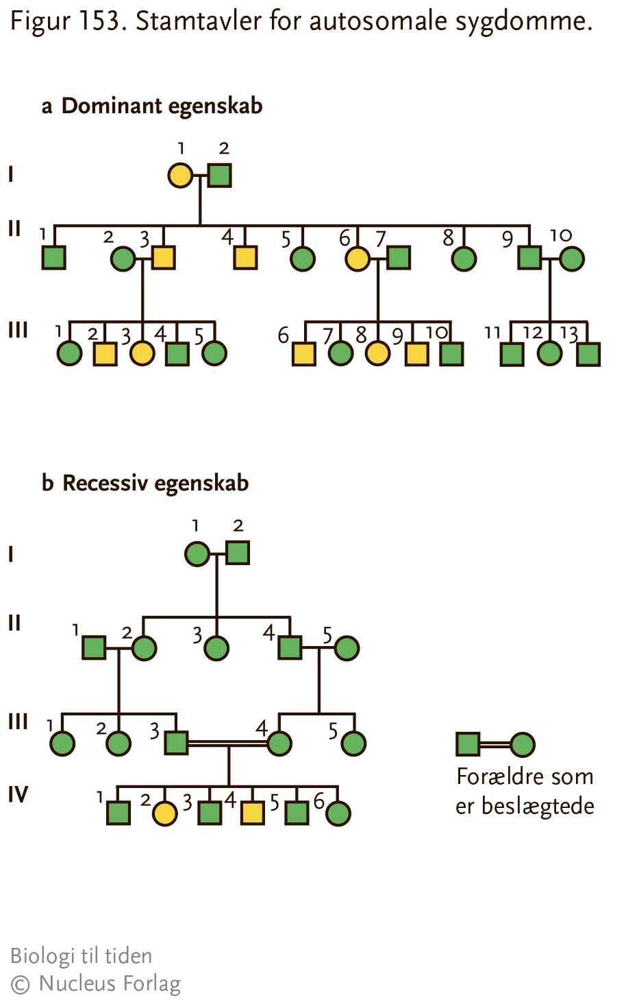 Figur 153. Stamtavler for autosomale sygdomme.
a Dominant egenskab
1 2
I
II
1 2 3 4 5 6 7 8 9 10
III
1 2 3 4 5 6 7 8 9 10 11 12 13
b Recessiv egenskab
1 2
I
II
1 2 3 4 5
III
1 2 3 4 5
Forældre som
er beslægtede
IV
1 2 3 4 5 6
Biologi til tiden
© Nucleus Forlag